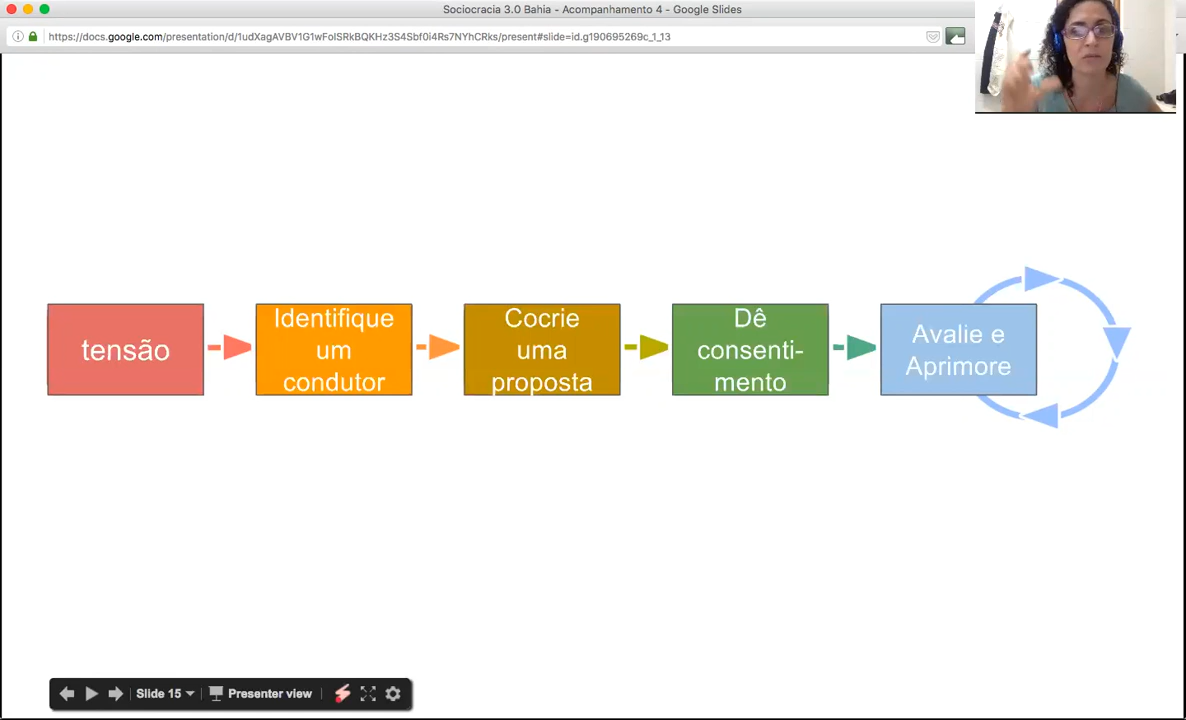 Sociocracia 3.0 Bahia - Acompanhamento 4 - Google Slides
https://docs.google.com/presentation/d/1udXagAVBV1G1wFoISRkBQKHz3S4Sbf0i4Rs7NYhCRks/present#slide=id.g190695269c_1_13
tensão
Identifique
um
condutor
Cocrie
uma
proposta
Dê
consenti-
mento
Avalie e
Aprimore
Slide 15
Presenter view